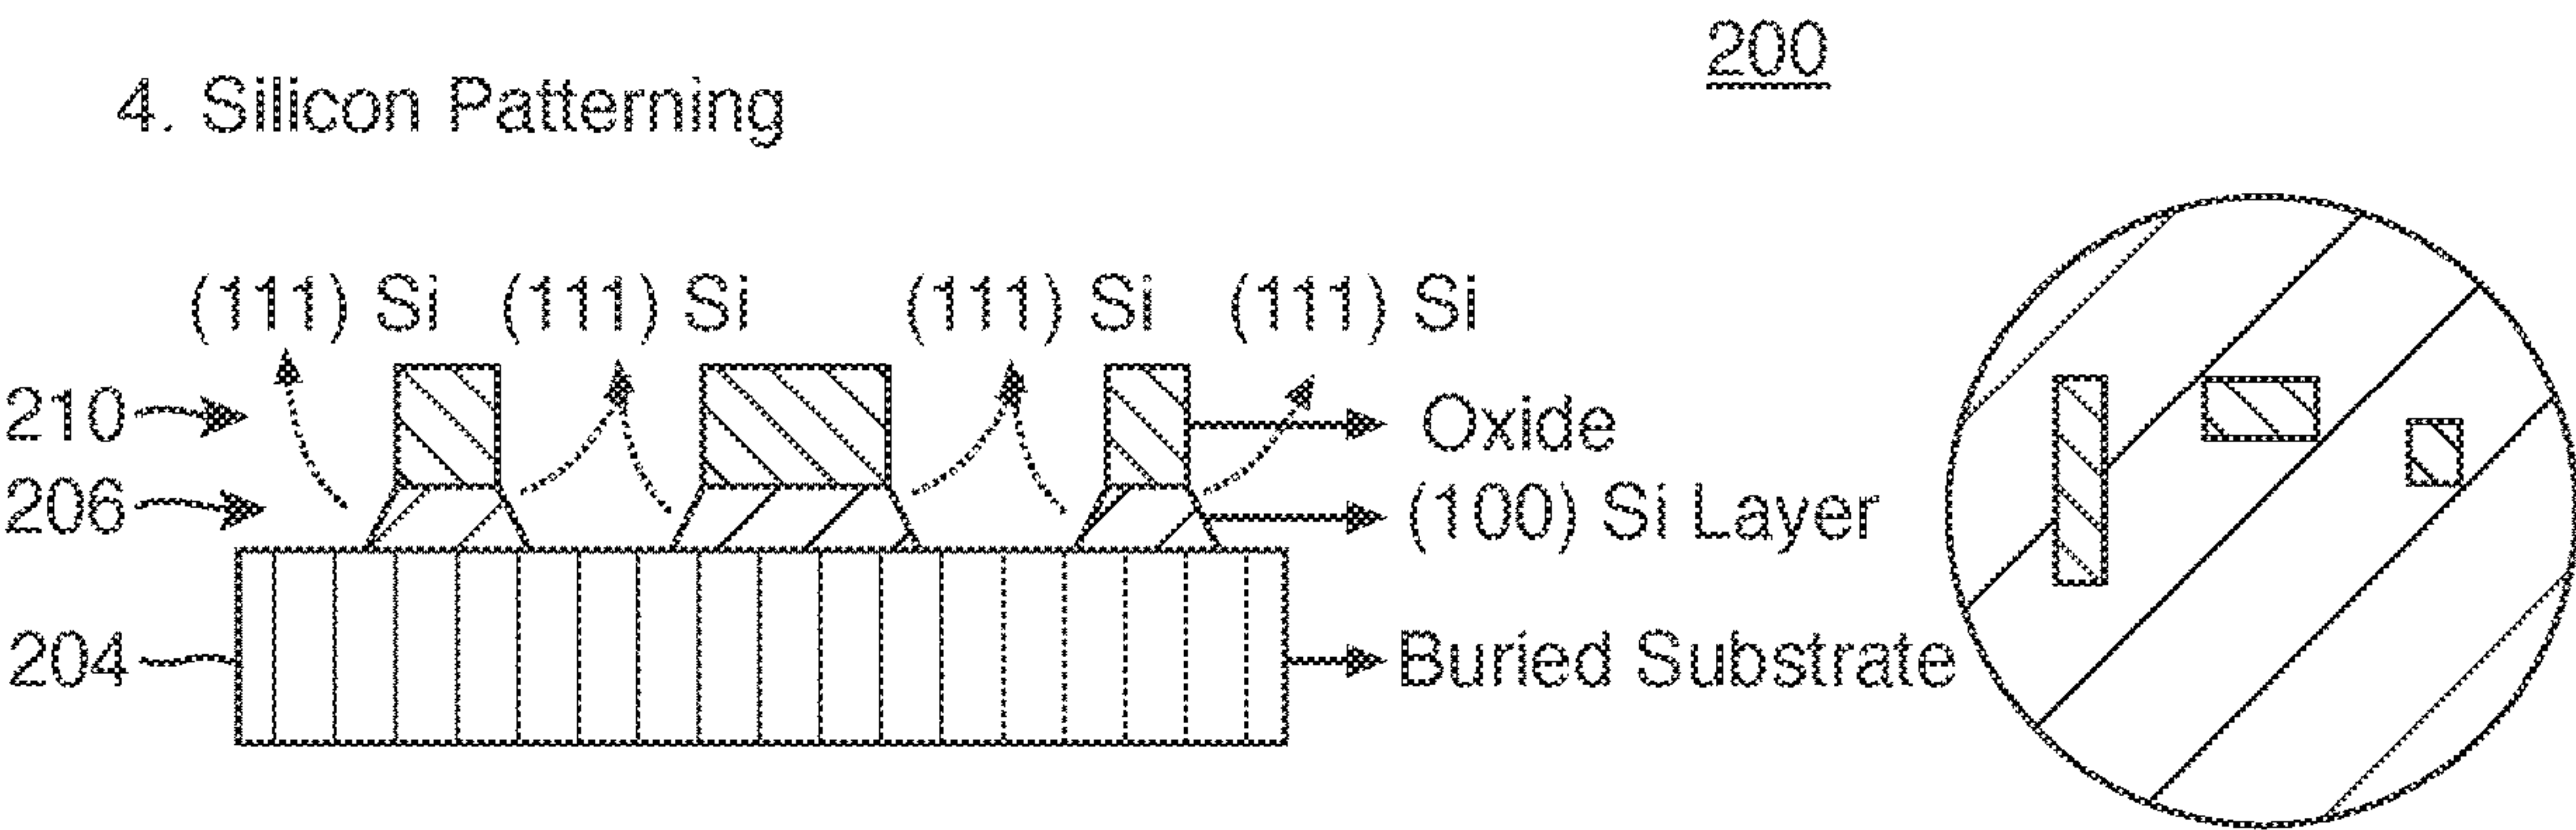 200
4. Silicon Patterning
(111) Si (111) Si (111) Si (111) Si
210 Oxide
206 (100) Si Layer
204 Buried Substrate